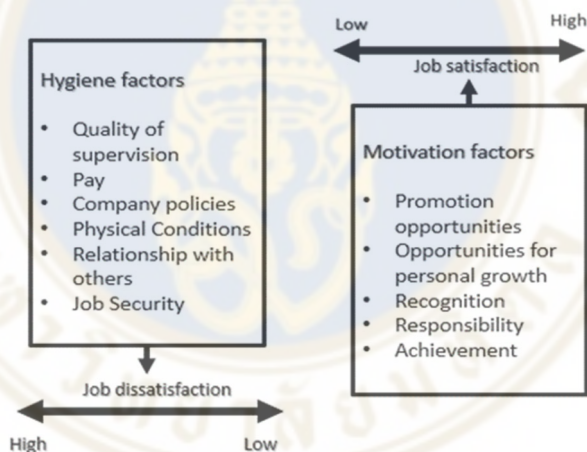 Hygiene factors
• Quality of
supervision
• Pay
• Company policies
• Physical Conditions
• Relationship with
others
• Job Security
Job dissatisfaction
High Low
Low High
Job satisfaction
Motivation factors
• Promotion
opportunities
• Opportunities for
personal growth
• Recognition
• Responsibility
• Achievement